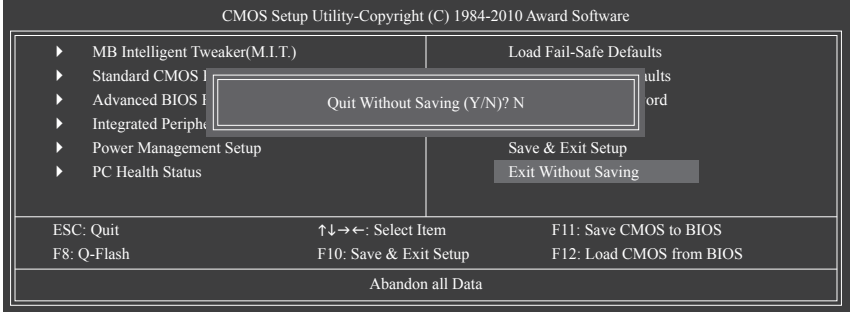 CMOS Setup Utility-Copyright (C) 1984-2010 Award Software
MB Intelligent Tweaker(M.I.T.)
Load Fail-Safe Defaults
Standard CMOS
Advanced BIOS
Integrated
Quit Without Saving (Y/N)? N
Power Management Setup
Save & Exit Setup
PC Health Status
Exit Without Saving
ESC: Quit
↑↓→←: Select Item
F11: Save CMOS to BIOS
F8: Q-Flash
F10: Save & Exit Setup
F12: Load CMOS from BIOS
Abandon all Data